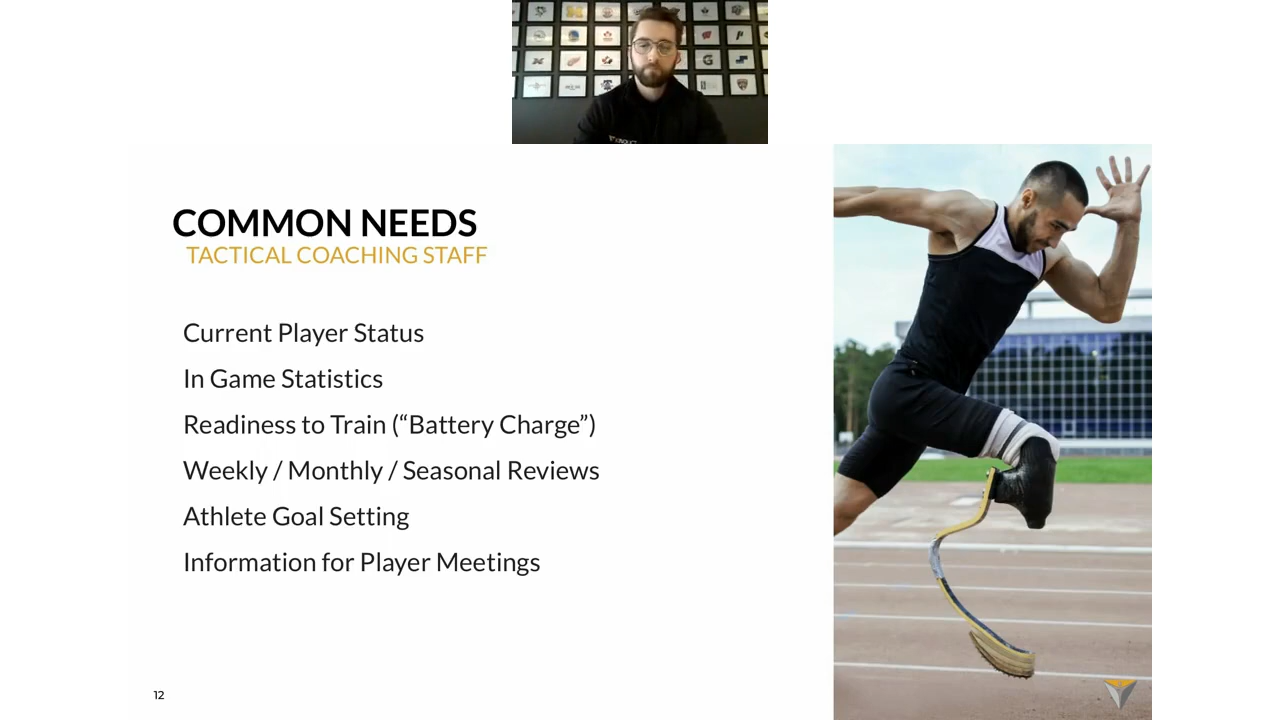 COMMON NEEDS
TACTICAL COACHING STAFF
Current Player Status
In Game Statistics
Readiness to Train (“Battery Charge”)
Weekly / Monthly / Seasonal Reviews
Athlete Goal Setting
Information for Player Meetings
12